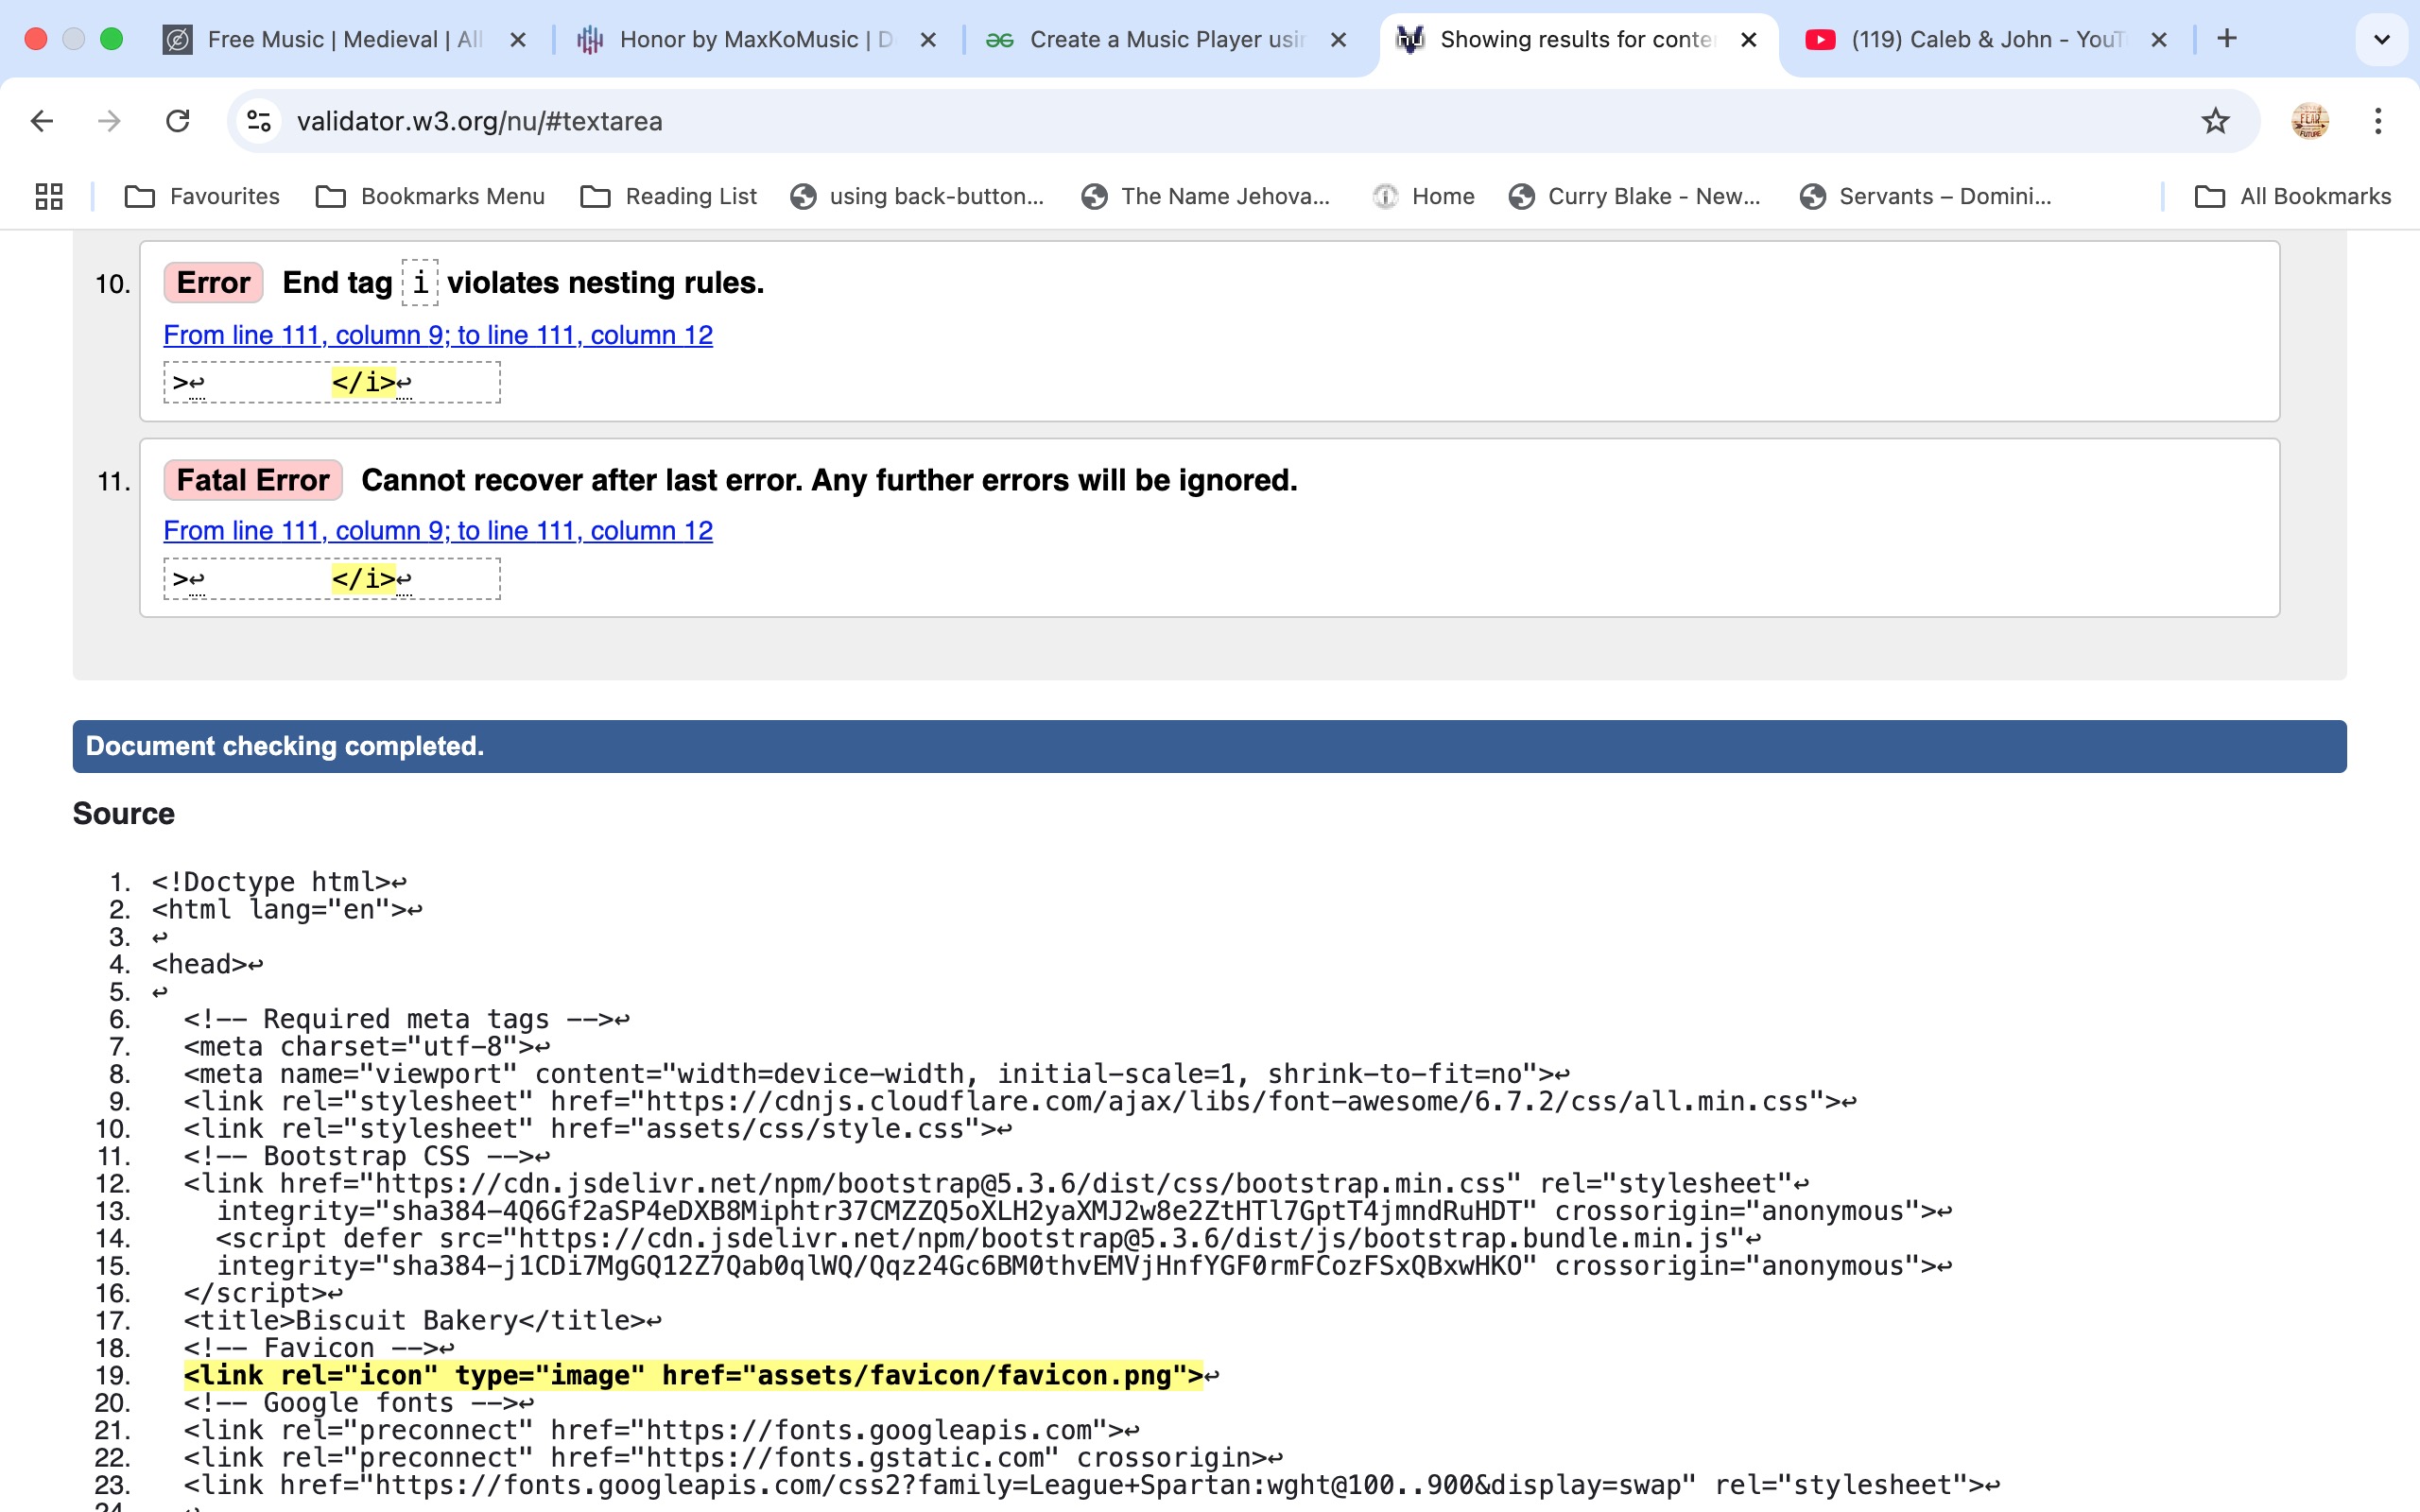 Free Music | Medieval | All
Honor by MaxKoMusic | D
Create a Music Player usin
Showing results for conte
(119) Caleb & John - YouT
validator.w3.org/nu/#textarea
FEAR
FUTURE
Favourites
Bookmarks Menu
Reading List
using back-button...
The Name Jehova...
Home
Curry Blake - New...
Servants – Domini...
All Bookmarks
10. Error End tag i violates nesting rules.
From line 111, column 9; to line 111, column 12
>↩ </i>↩
11. Fatal Error Cannot recover after last error. Any further errors will be ignored.
From line 111, column 9; to line 111, column 12
>↩ </i>↩
Document checking completed.
Source
1. <!Doctype html>↩
2. <html lang="en">↩
3. ↩
4. <head>↩
5. ↩
6. <!-- Required meta tags -->↩
7. <meta charset="utf-8">↩
8. <meta name="viewport" content="width=device-width, initial-scale=1, shrink-to-fit=no">↩
9. <link rel="stylesheet" href="https://cdnjs.cloudflare.com/ajax/libs/font-awesome/6.7.2/css/all.min.css">↩
10. <link rel="stylesheet" href="assets/css/style.css">↩
11. <!-- Bootstrap CSS -->↩
12. <link href="https://cdn.jsdelivr.net/npm/bootstrap@5.3.6/dist/css/bootstrap.min.css" rel="stylesheet"↩
13. integrity="sha384-4Q6Gf2aSP4eDXB8Miphtr37CMZZQ5oXLH2yaXMJ2w8e2ZtHTl7GptT4jmndRuHDT" crossorigin="anonymous">↩
14. <script defer src="https://cdn.jsdelivr.net/npm/bootstrap@5.3.6/dist/js/bootstrap.bundle.min.js"↩
15. integrity="sha384-j1CDi7MgGQ12Z7Qab0qlWQ/Qqz24Gc6BM0thvEMVjHnfYGF0rmFCozFSxQBxwHKO" crossorigin="anonymous">↩
16. </script>↩
17. <title>Biscuit Bakery</title>↩
18. <!-- Favicon -->↩
19. <link rel="icon" type="image" href="assets/favicon/favicon.png">↩
20. <!-- Google fonts -->↩
21. <link rel="preconnect" href="https://fonts.googleapis.com">↩
22. <link rel="preconnect" href="https://fonts.gstatic.com" crossorigin>↩
23. <link href="https://fonts.googleapis.com/css2?family=League+Spartan:wght@100..900&display=swap" rel="stylesheet">↩
24. ↩